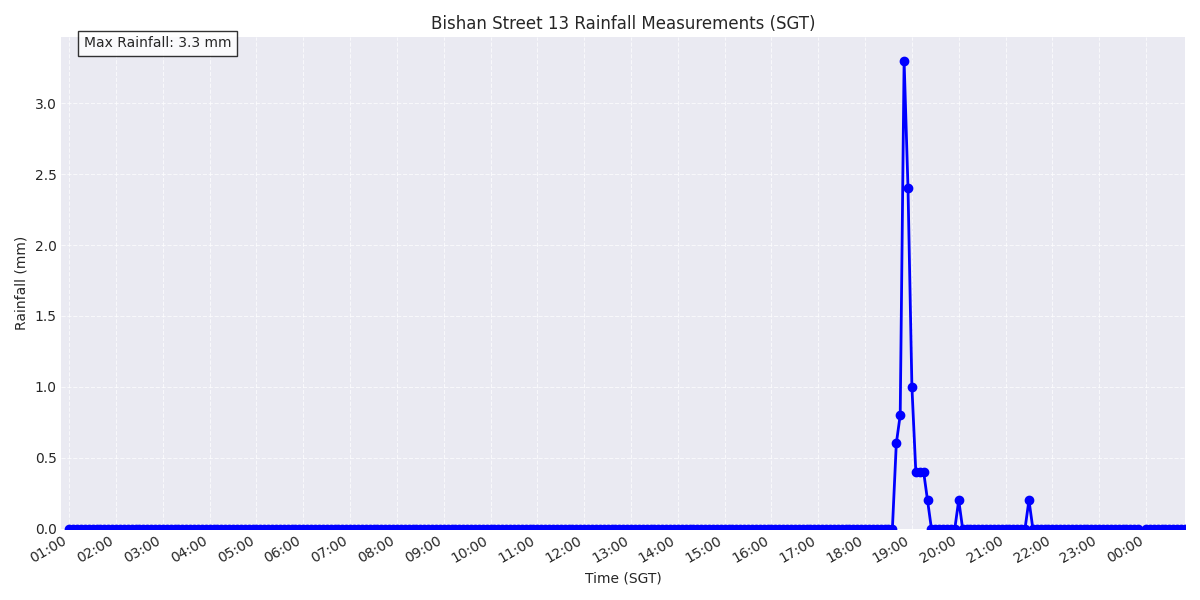 Bishan Street 13 Rainfall Measurements (SGT)
Max Rainfall: 3.3 mm
Rainfall (mm)
3.0
2.5
2.0
1.5
1.0
0.5
0.0
01:00 02:00 03:00 04:00 05:00 06:00 07:00 08:00 09:00 10:00 11:00 12:00 13:00 14:00 15:00 16:00 17:00 18:00 19:00 20:00 21:00 22:00 23:00 00:00
Time (SGT)